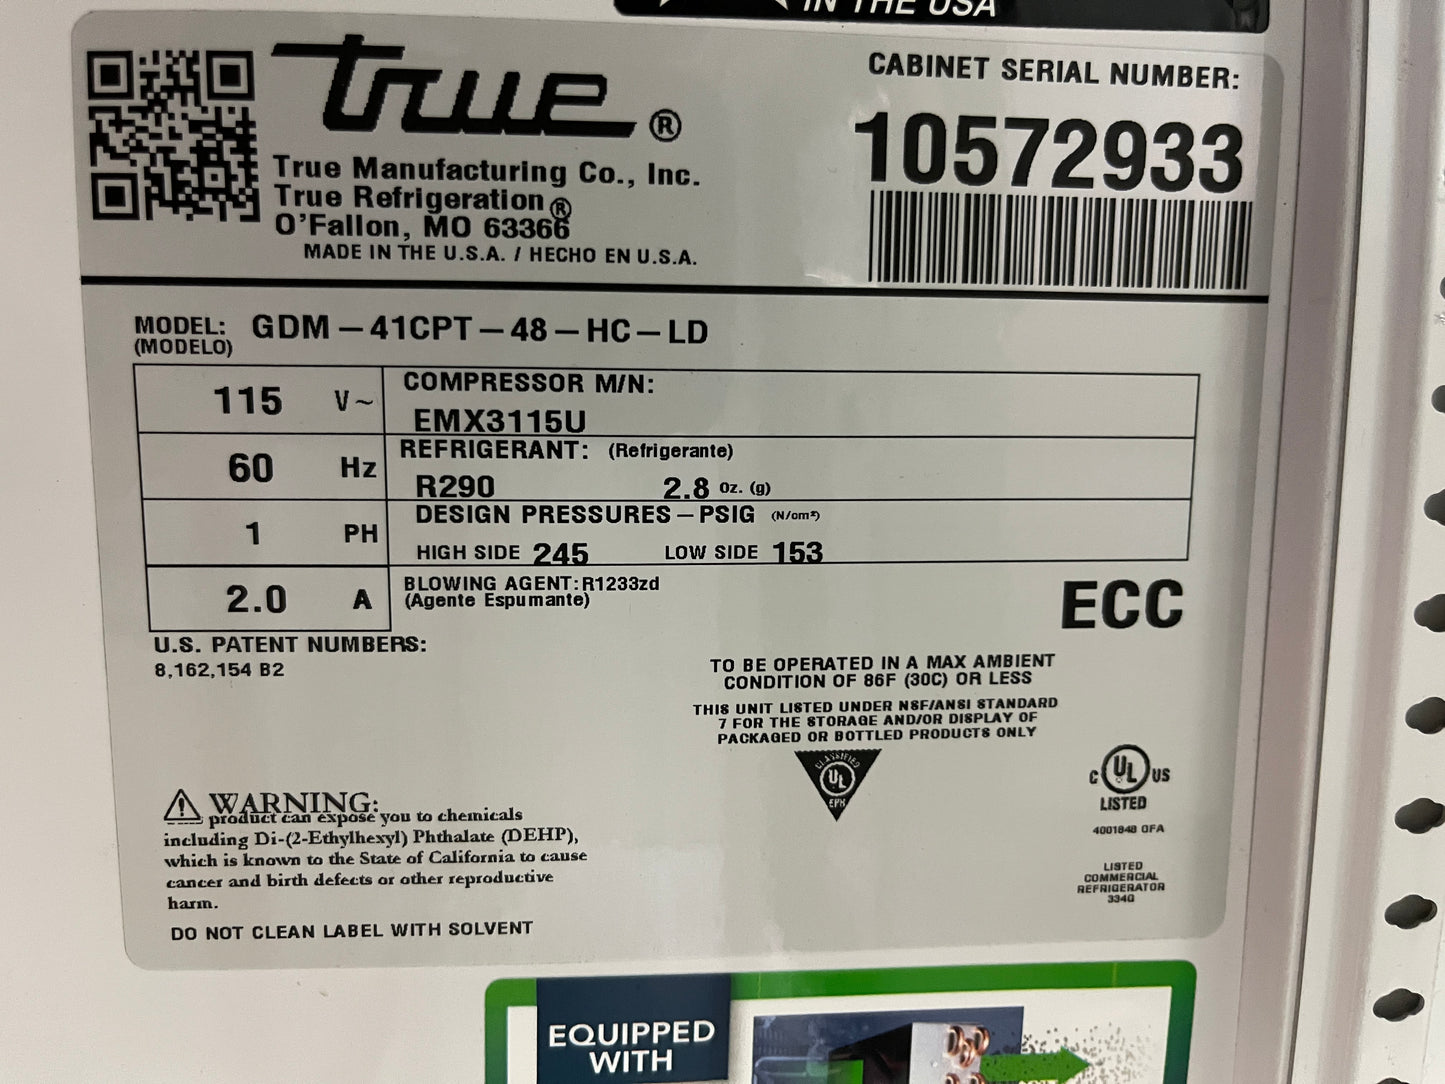 IN THE USA
true®
True Manufacturing Co., Inc.
True Refrigeration®
O'Fallon, MO 63366
MADE IN THE U.S.A. / HECHO EN U.S.A.
CABINET SERIAL NUMBER:
10572933
MODEL: GDM-41CPT-48-HC-LD
(MODELO)
115 V~
60 Hz
1 PH
2.0 A
COMPRESSOR M/N:
EMX3115U
REFRIGERANT: (Refrigerante)
R290 2.8 Oz. (g)
DESIGN PRESSURES-PSIG (N/cm²)
HIGH SIDE 245 LOW SIDE 153
BLOWING AGENT:R1233zd
(Agente Espumante)
ECC
U.S. PATENT NUMBERS:
8,162,154 B2
TO BE OPERATED IN A MAX AMBIENT
CONDITION OF 86F (30C) OR LESS
THIS UNIT LISTED UNDER NSF/ANSI STANDARD
7 FOR THE STORAGE AND/OR DISPLAY OF
PACKAGED OR BOTTLED PRODUCTS ONLY
CLASSIFIED
UL
EPH
C UL US
LISTED
4001848 OFA
LISTED
COMMERCIAL
REFRIGERATOR
334Q
WARNING:
product can expose you to chemicals
including Di-(2-Ethylhexyl) Phthalate (DEHP),
which is known to the State of California to cause
cancer and birth defects or other reproductive
harm.
DO NOT CLEAN LABEL WITH SOLVENT
EQUIPPED
WITH